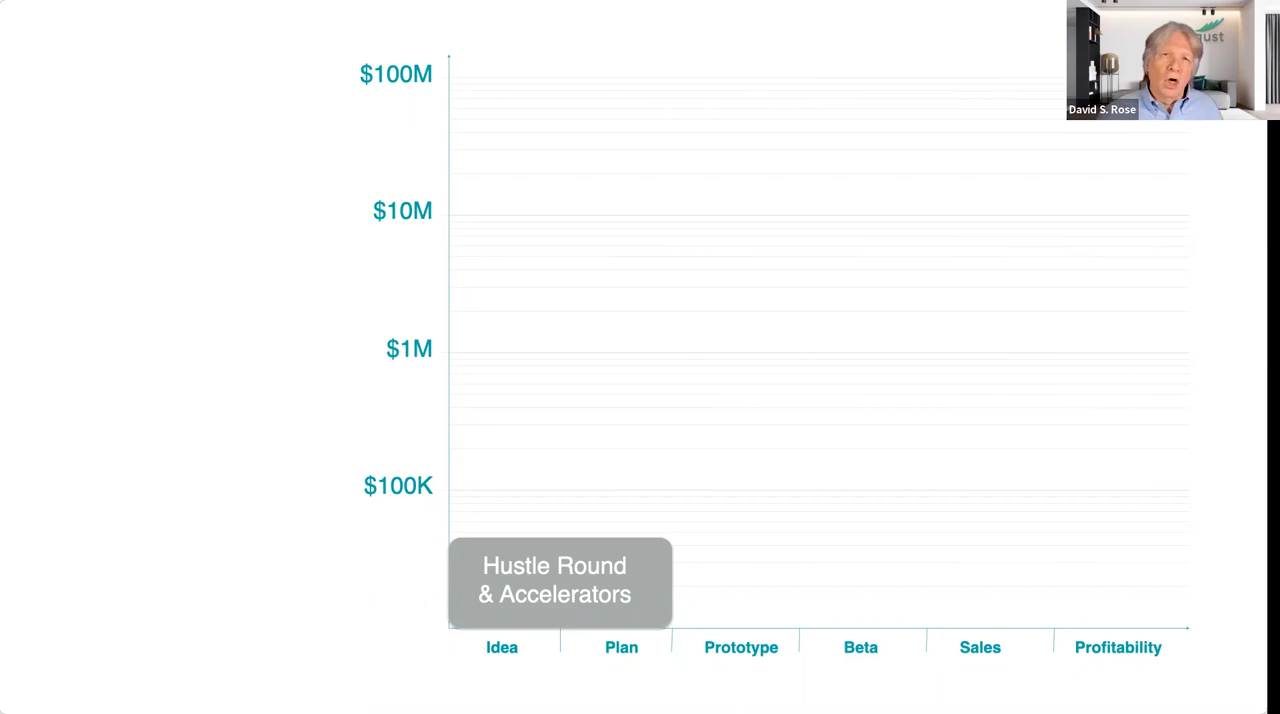 $100M
$10M
$1M
$100K
Hustle Round
& Accelerators
Idea Plan Prototype Beta Sales Profitability
David S. Rose